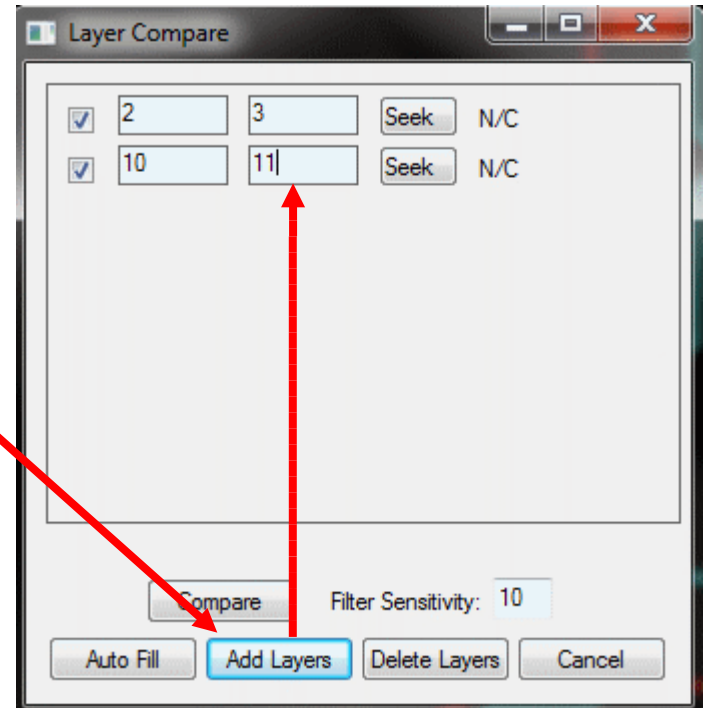 Layer Compare
2 3 Seek N/C
10 11 Seek N/C
Compare Filter Sensitivity: 10
Auto Fill Add Layers Delete Layers Cancel